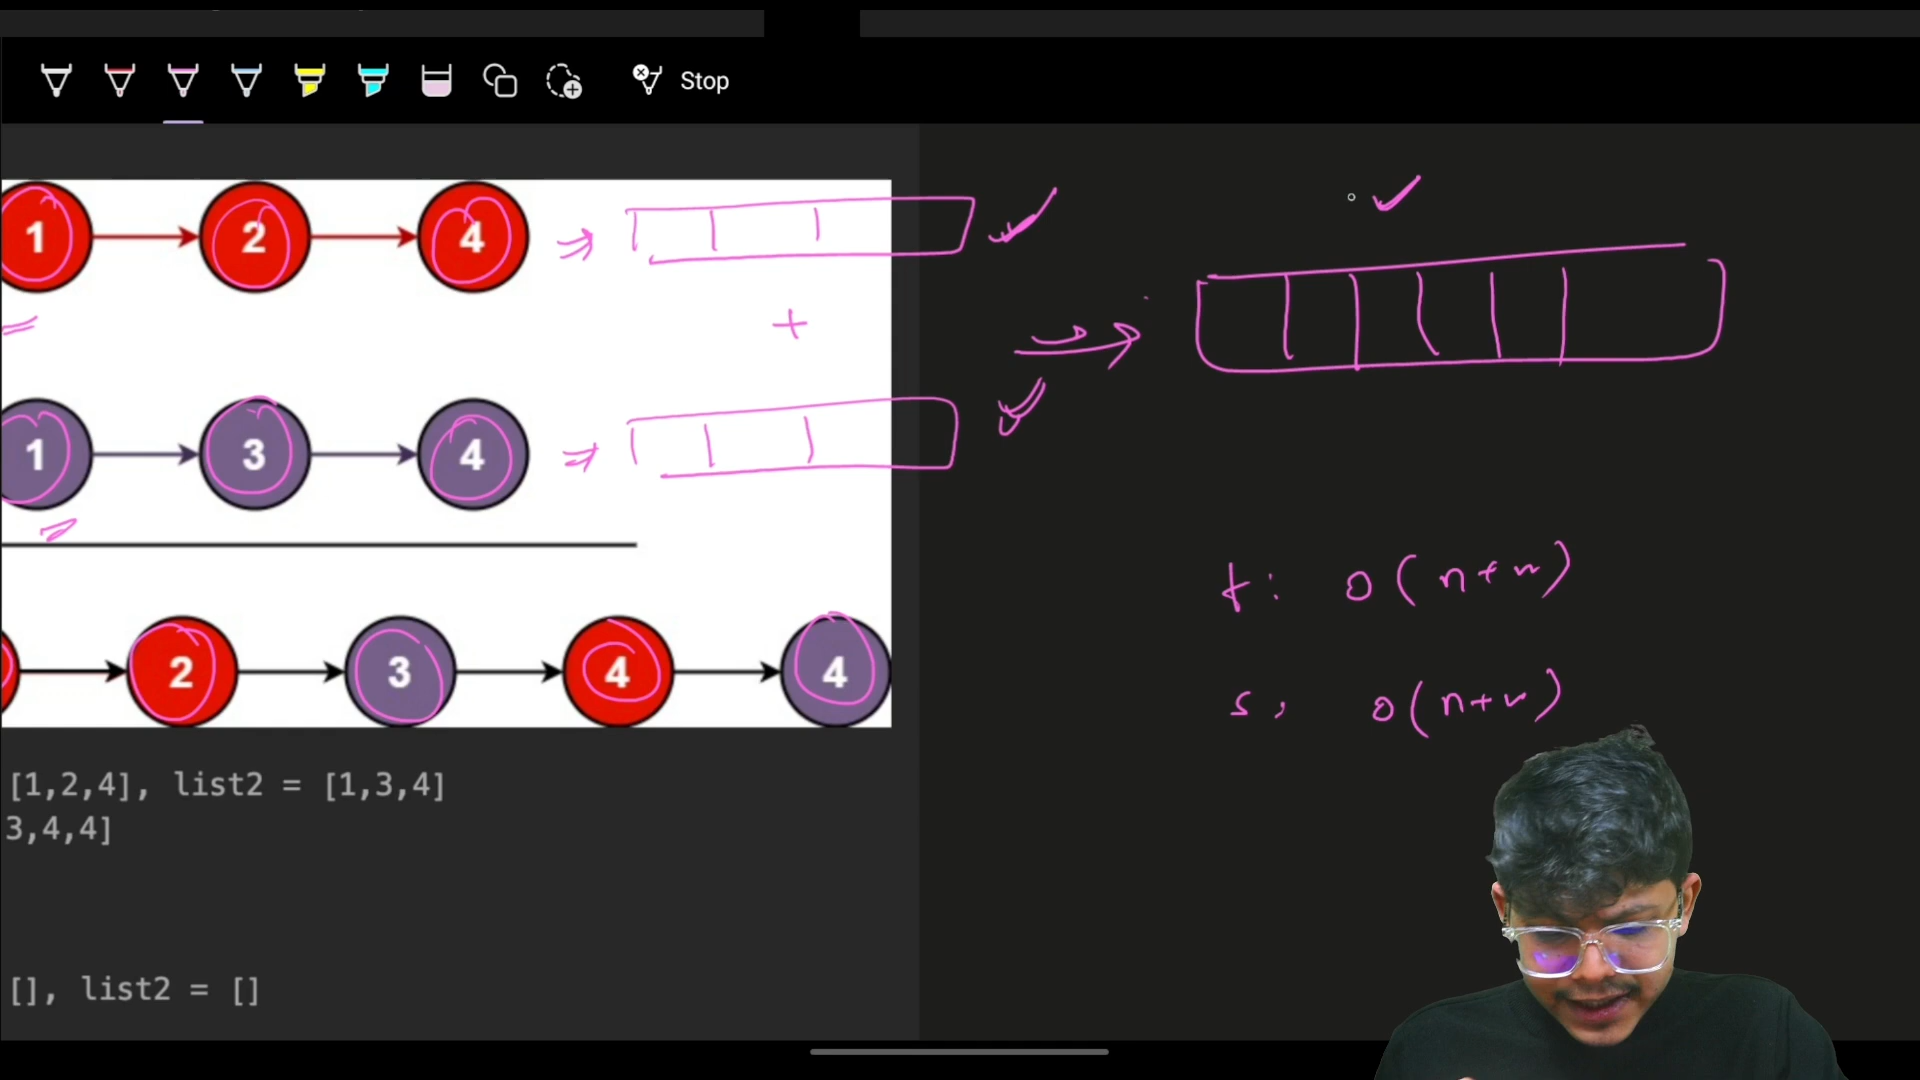 Stop
1 2 4
+
1 3 4
t: O(n+n)
2 3 4 4
s, O(n+n)
[1,2,4], list2 = [1,3,4]
3,4,4]
[], list2 = []